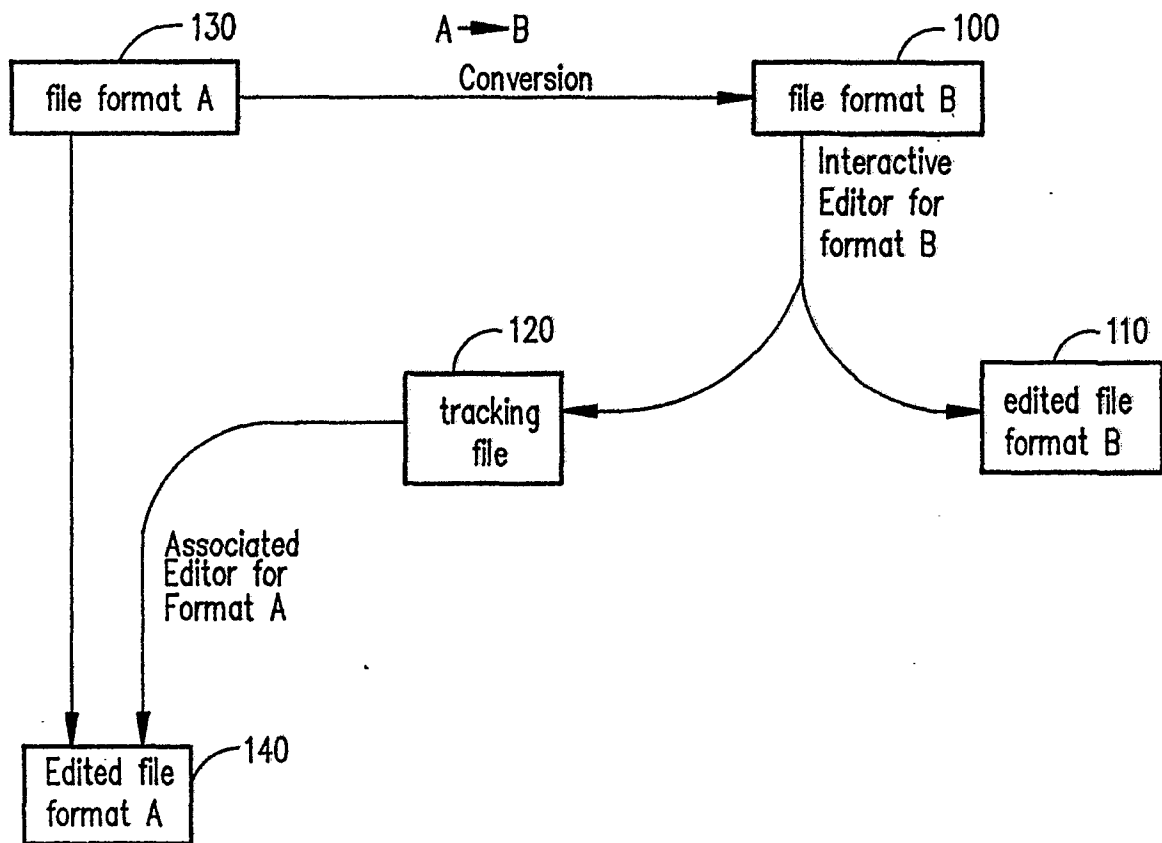 130
A → B
100
file format A
Conversion
file format B
Interactive
Editor for
format B
120
110
tracking
file
edited file
format B
Associated
Editor for
Format A
140
Edited file
format A